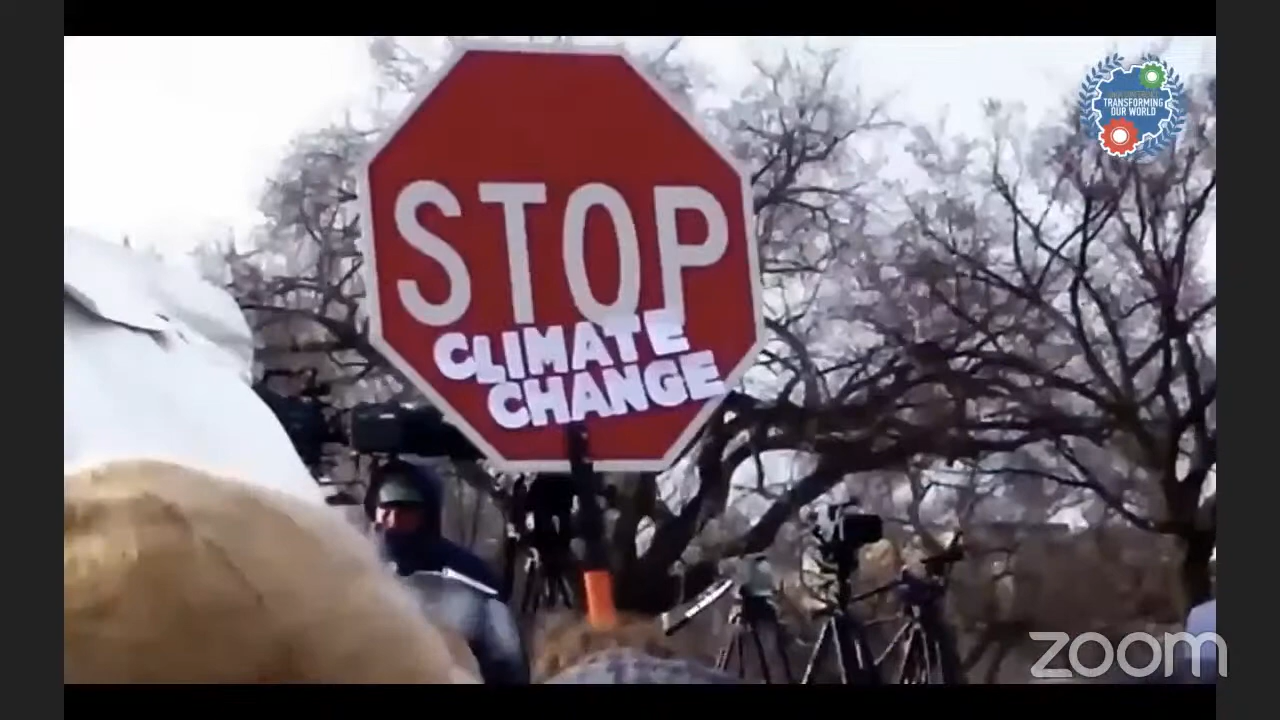 STOP
CLIMATE
CHANGE
TRANSFORMING
OUR WORLD
zoom